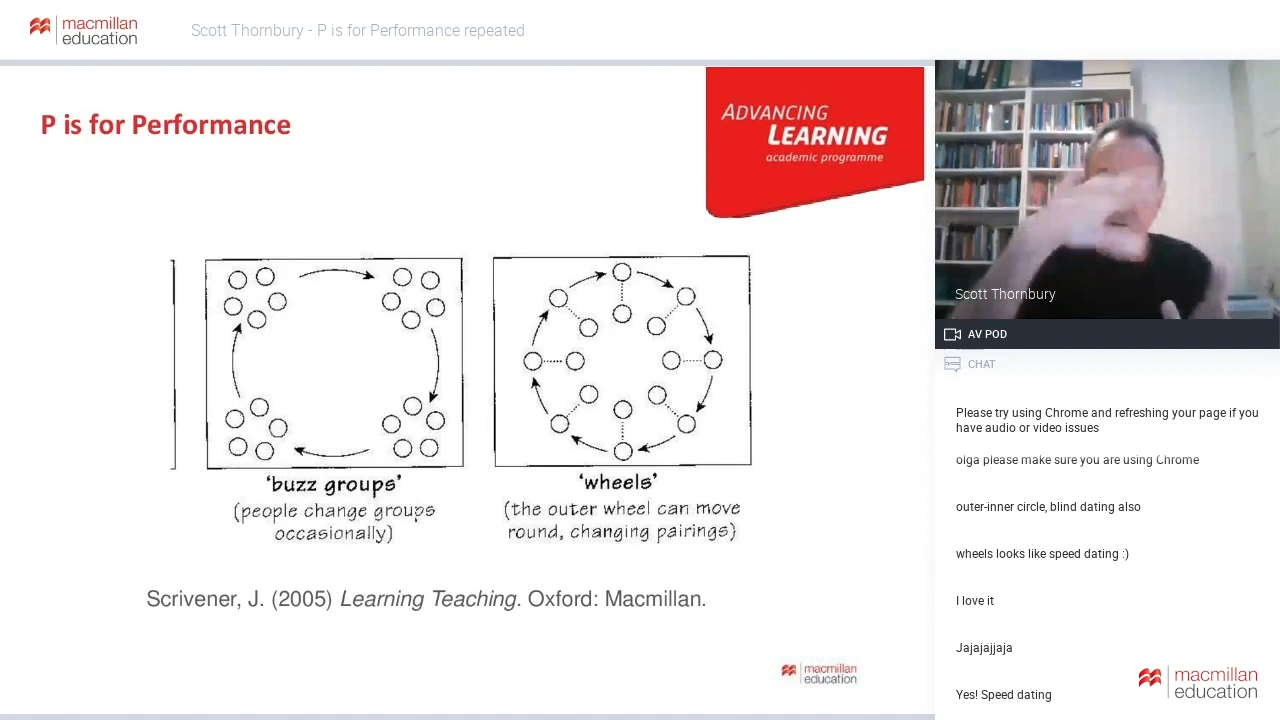 macmillan
education
Scott Thornbury - P is for Performance repeated
P is for Performance
ADVANCING
LEARNING
academic programme
'buzz groups'
(people change groups
occasionally)
'wheels'
(the outer wheel can move
round, changing pairings)
Scrivener, J. (2005) Learning Teaching. Oxford: Macmillan.
macmillan
education
Scott Thornbury
AV POD
CHAT
Please try using Chrome and refreshing your page if you
have audio or video issues
olga please make sure you are using Chrome
outer-inner circle, blind dating also
wheels looks like speed dating :)
I love it
Jajajajjaja
Yes! Speed dating
macmillan
education